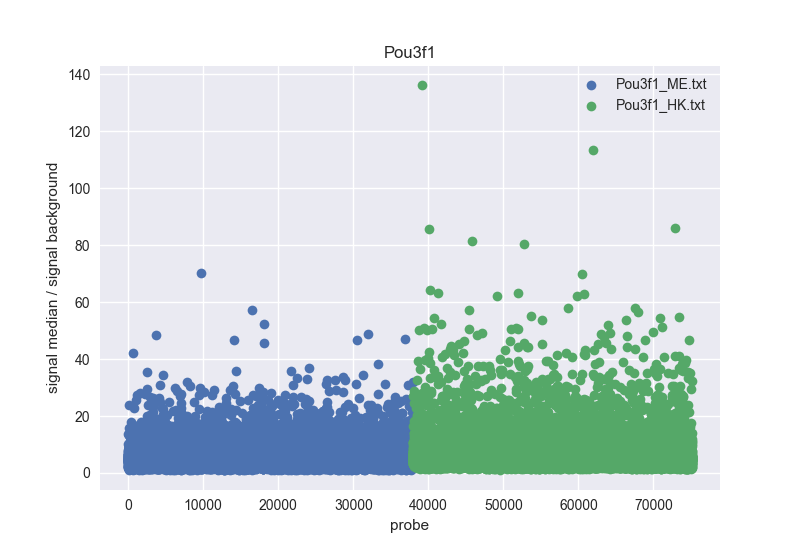 Pou3f1
140
120
100
80
60
40
20
0
signal median / signal background
Pou3f1_ME.txt
Pou3f1_HK.txt
0 10000 20000 30000 40000 50000 60000 70000
probe